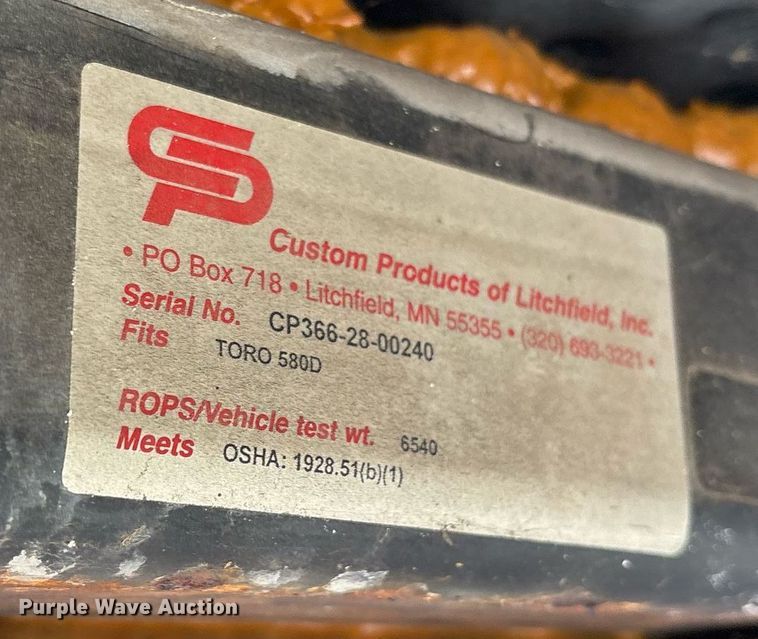 CP
Custom Products of Litchfield, Inc.
• PO Box 718 • Litchfield, MN 55355 • (320) 693-3221 •
Serial No. CP366-28-00240
Fits TORO 580D
ROPS/Vehicle test wt. 6540
Meets OSHA: 1928.51(b)(1)
Purple Wave Auction